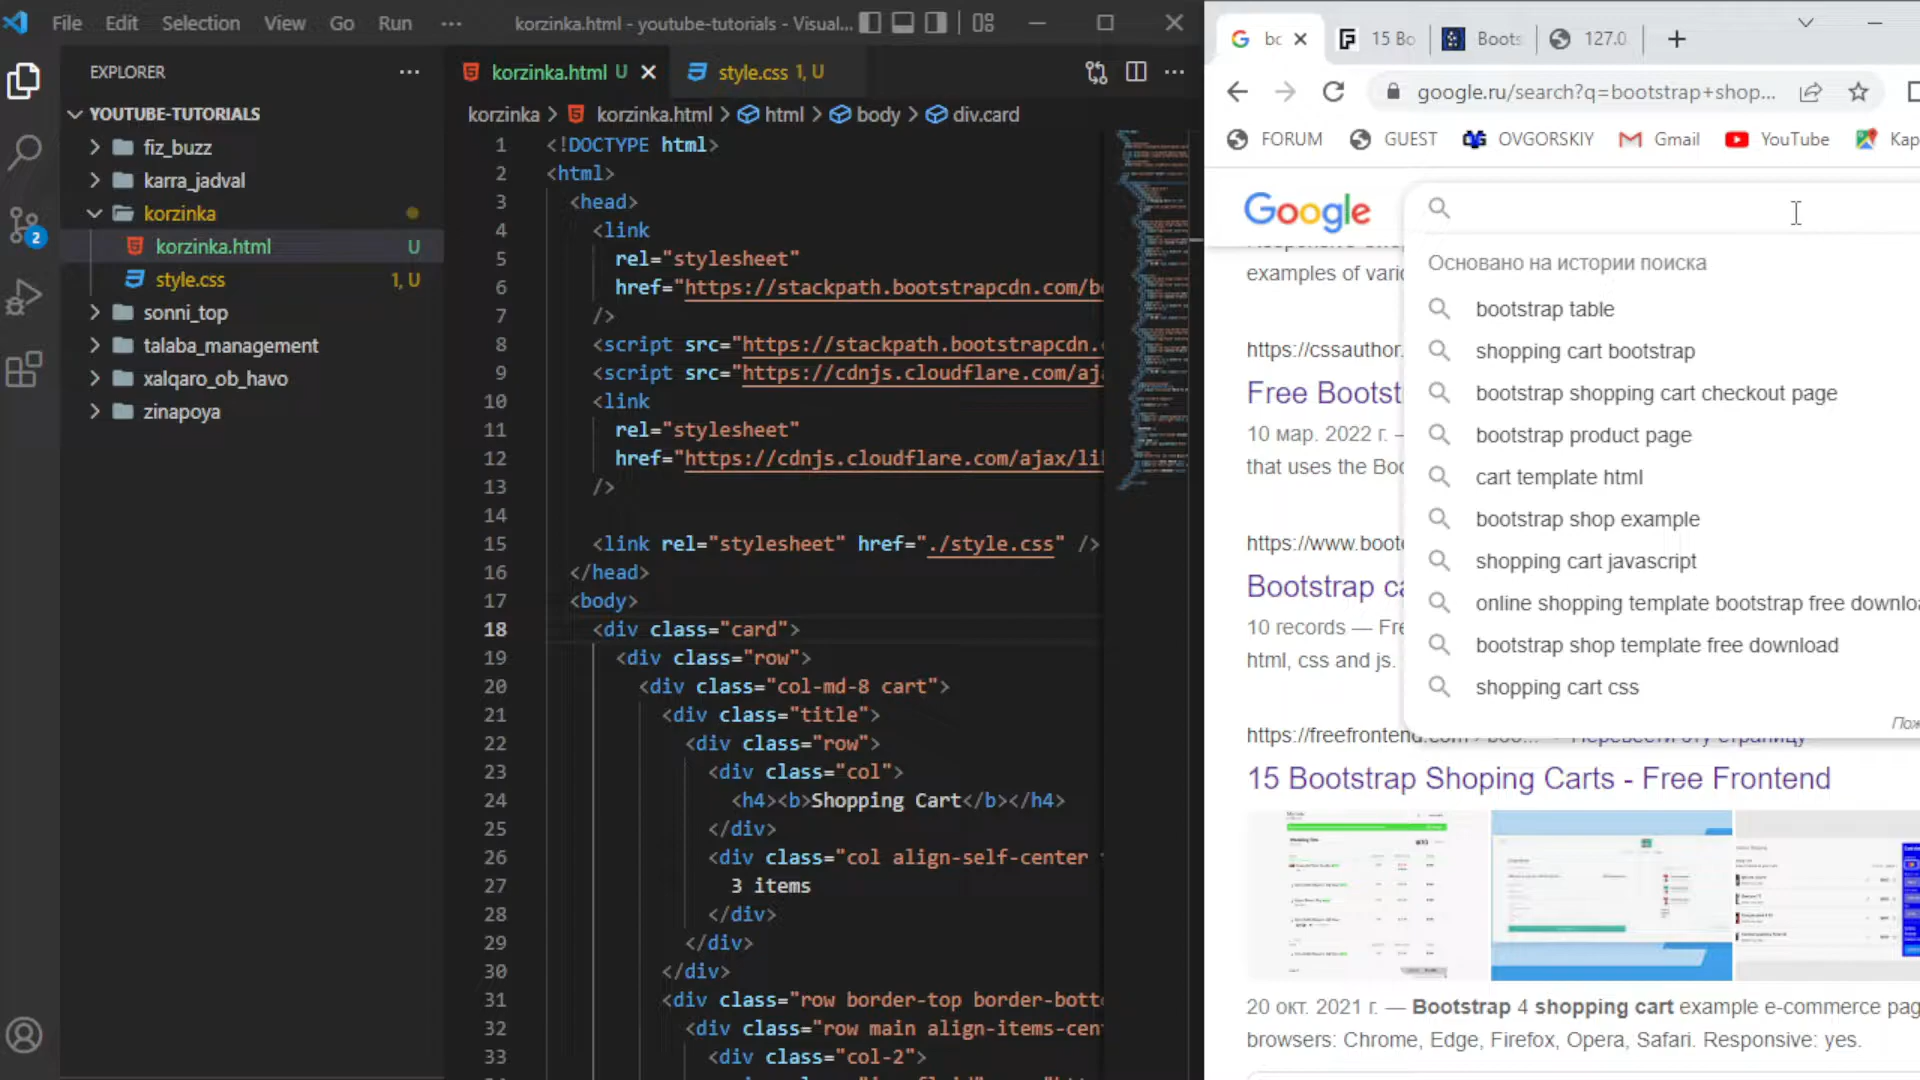 File Edit Selection View Go Run ··· korzinka.html - youtube-tutorials - Visual...
EXPLORER ···
YOUTUBE-TUTORIALS
fiz_buzz
karra_jadval
korzinka
korzinka.html U
style.css 1, U
sonni_top
talaba_management
xalqaro_ob_havo
zinapoya
2
korzinka.html U style.css 1, U
korzinka > korzinka.html > html > body > div.card
1 <!DOCTYPE html>
2 <html>
3 <head>
4 <link
5 rel="stylesheet"
6 href="https://stackpath.bootstrapcdn.com/b
7 />
8 <script src="https://stackpath.bootstrapcdn.
9 <script src="https://cdnjs.cloudflare.com/aj
10 <link
11 rel="stylesheet"
12 href="https://cdnjs.cloudflare.com/ajax/li
13 />
14
15 <link rel="stylesheet" href="./style.css" />
16 </head>
17 <body>
18 <div class="card">
19 <div class="row">
20 <div class="col-md-8 cart">
21 <div class="title">
22 <div class="row">
23 <div class="col">
24 <h4><b>Shopping Cart</b></h4>
25 </div>
26 <div class="col align-self-center
27 3 items
28 </div>
29 </div>
30 </div>
31 <div class="row border-top border-bott
32 <div class="row main align-items-cen
33 <div class="col-2">
bc 15 Bo Boots 127.0.
google.ru/search?q=bootstrap+shop...
FORUM GUEST OVGORSKIY Gmail YouTube Кар
Google
Основано на истории поиска
bootstrap table
shopping cart bootstrap
bootstrap shopping cart checkout page
bootstrap product page
cart template html
bootstrap shop example
shopping cart javascript
online shopping template bootstrap free downloa
bootstrap shop template free download
shopping cart css
Пож
examples of vario
https://cssauthor.
Free Bootst
10 мар. 2022 г. —
that uses the Boo
https://www.boote
Bootstrap ca
10 records — Fre
html, css and js.
https://freefrontend.com
15 Bootstrap Shoping Carts - Free Frontend
20 окт. 2021 г. — Bootstrap 4 shopping cart example e-commerce pag
browsers: Chrome, Edge, Firefox, Opera, Safari. Responsive: yes.